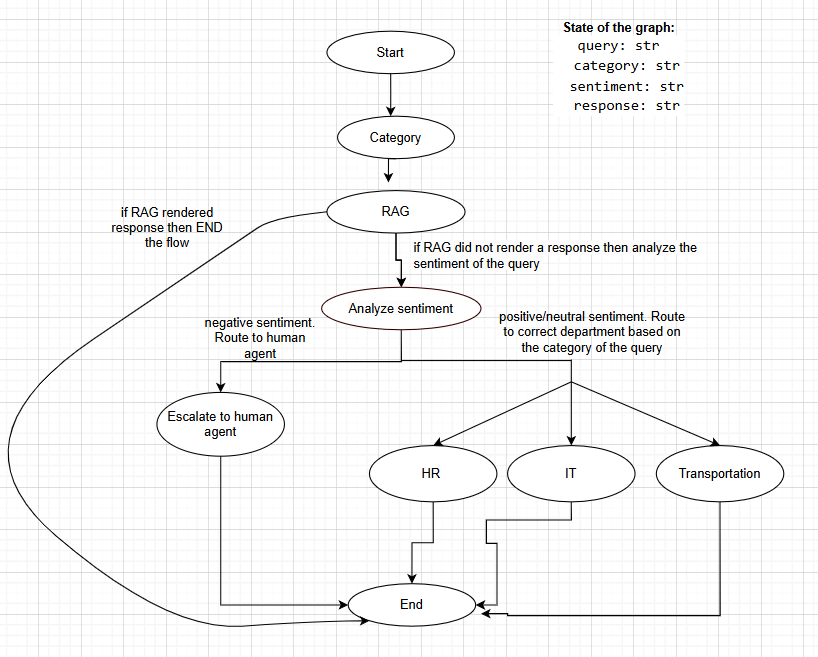 State of the graph:
query: str
category: str
sentiment: str
response: str
Start
Category
RAG
if RAG rendered
response then END
the flow
if RAG did not render a response then analyze the
sentiment of the query
Analyze sentiment
negative sentiment.
Route to human
agent
positive/neutral sentiment. Route
to correct department based on
the category of the query
Escalate to human
agent
HR
IT
Transportation
End